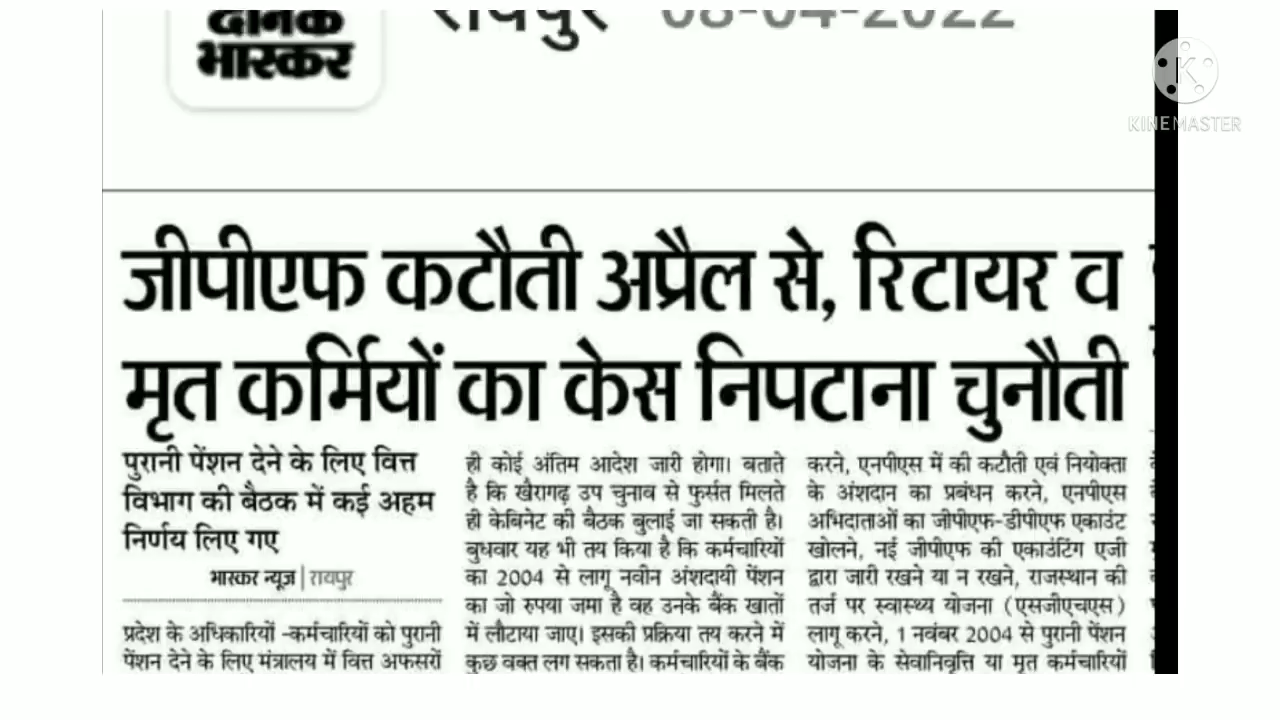 दैनिक
भास्कर
रायपुर 08-04-2022
KINEMASTER
जीपीएफ कटौती अप्रैल से, रिटायर व
मृत कर्मियों का केस निपटाना चुनौती
पुरानी पेंशन देने के लिए वित्त
विभाग की बैठक में कई अहम
निर्णय लिए गए
भास्कर न्यूज | रायपुर
प्रदेश के अधिकारियों -कर्मचारियों को पुरानी
पेंशन देने के लिए मंत्रालय में वित्त अफसरों
ही कोई अंतिम आदेश जारी होगा। बताते
है कि खैरागढ़ उप चुनाव से फुर्सत मिलते
ही केबिनेट की बैठक बुलाई जा सकती है।
बुधवार यह भी तय किया है कि कर्मचारियों
का 2004 से लागू नवीन अंशदायी पेंशन
का जो रुपया जमा है वह उनके बैंक खातों
में लौटाया जाए। इसकी प्रक्रिया तय करने में
कुछ वक्त लग सकता है। कर्मचारियों के बैंक
करने, एनपीएस में की कटौती एवं नियोक्ता
के अंशदान का प्रबंधन करने, एनपीएस
अभिदाताओं का जीपीएफ-डीपीएफ एकाउंट
खोलने, नई जीपीएफ की एकाउंटिंग एजी
द्वारा जारी रखने या न रखने, राजस्थान की
तर्ज पर स्वास्थ्य योजना (एसजीएचएस)
लागू करने, 1 नवंबर 2004 से पुरानी पेंशन
योजना के सेवानिवृत्ति या मृत कर्मचारियों